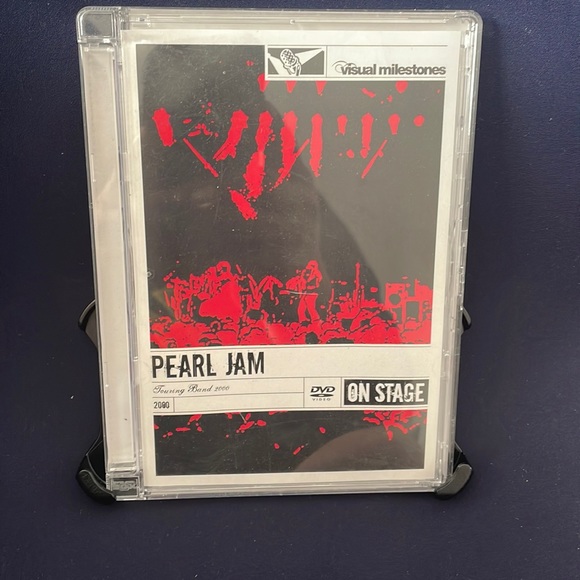 visual milestones
PEARL JAM
Touring Band 2000
2000
DVD
VIDEO
ON STAGE